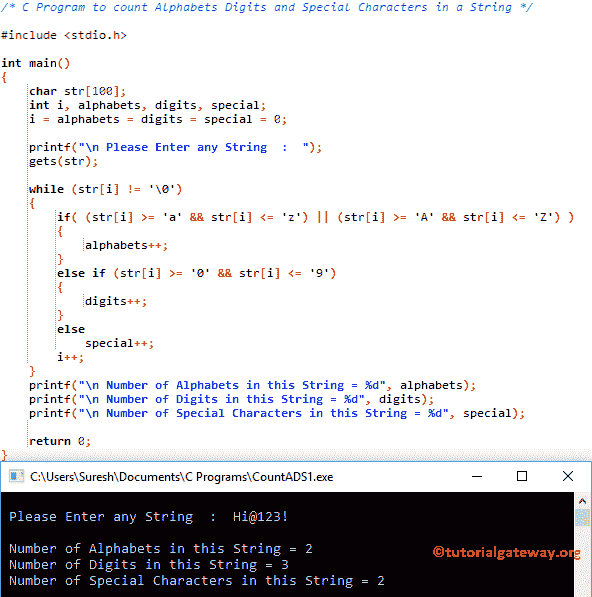 /* C Program to count Alphabets Digits and Special Characters in a String */
#include <stdio.h>
int main()
{
char str[100];
int i, alphabets, digits, special;
i = alphabets = digits = special = 0;
printf("\n Please Enter any String  :  ");
gets(str);
while (str[i] != '\0')
{
if( (str[i] >= 'a' && str[i] <= 'z') || (str[i] >= 'A' && str[i] <= 'Z') )
{
alphabets++;
}
else if (str[i] >= '0' && str[i] <= '9')
{
digits++;
}
else
special++;
i++;
}
printf("\n Number of Alphabets in this String = %d", alphabets);
printf("\n Number of Digits in this String = %d", digits);
printf("\n Number of Special Characters in this String = %d", special);
return 0;
}
C:\Users\Suresh\Documents\C Programs\CountADS1.exe
Please Enter any String  :  Hi@123!
Number of Alphabets in this String = 2
©tutorialgateway.org
Number of Digits in this String = 3
Number of Special Characters in this String = 2